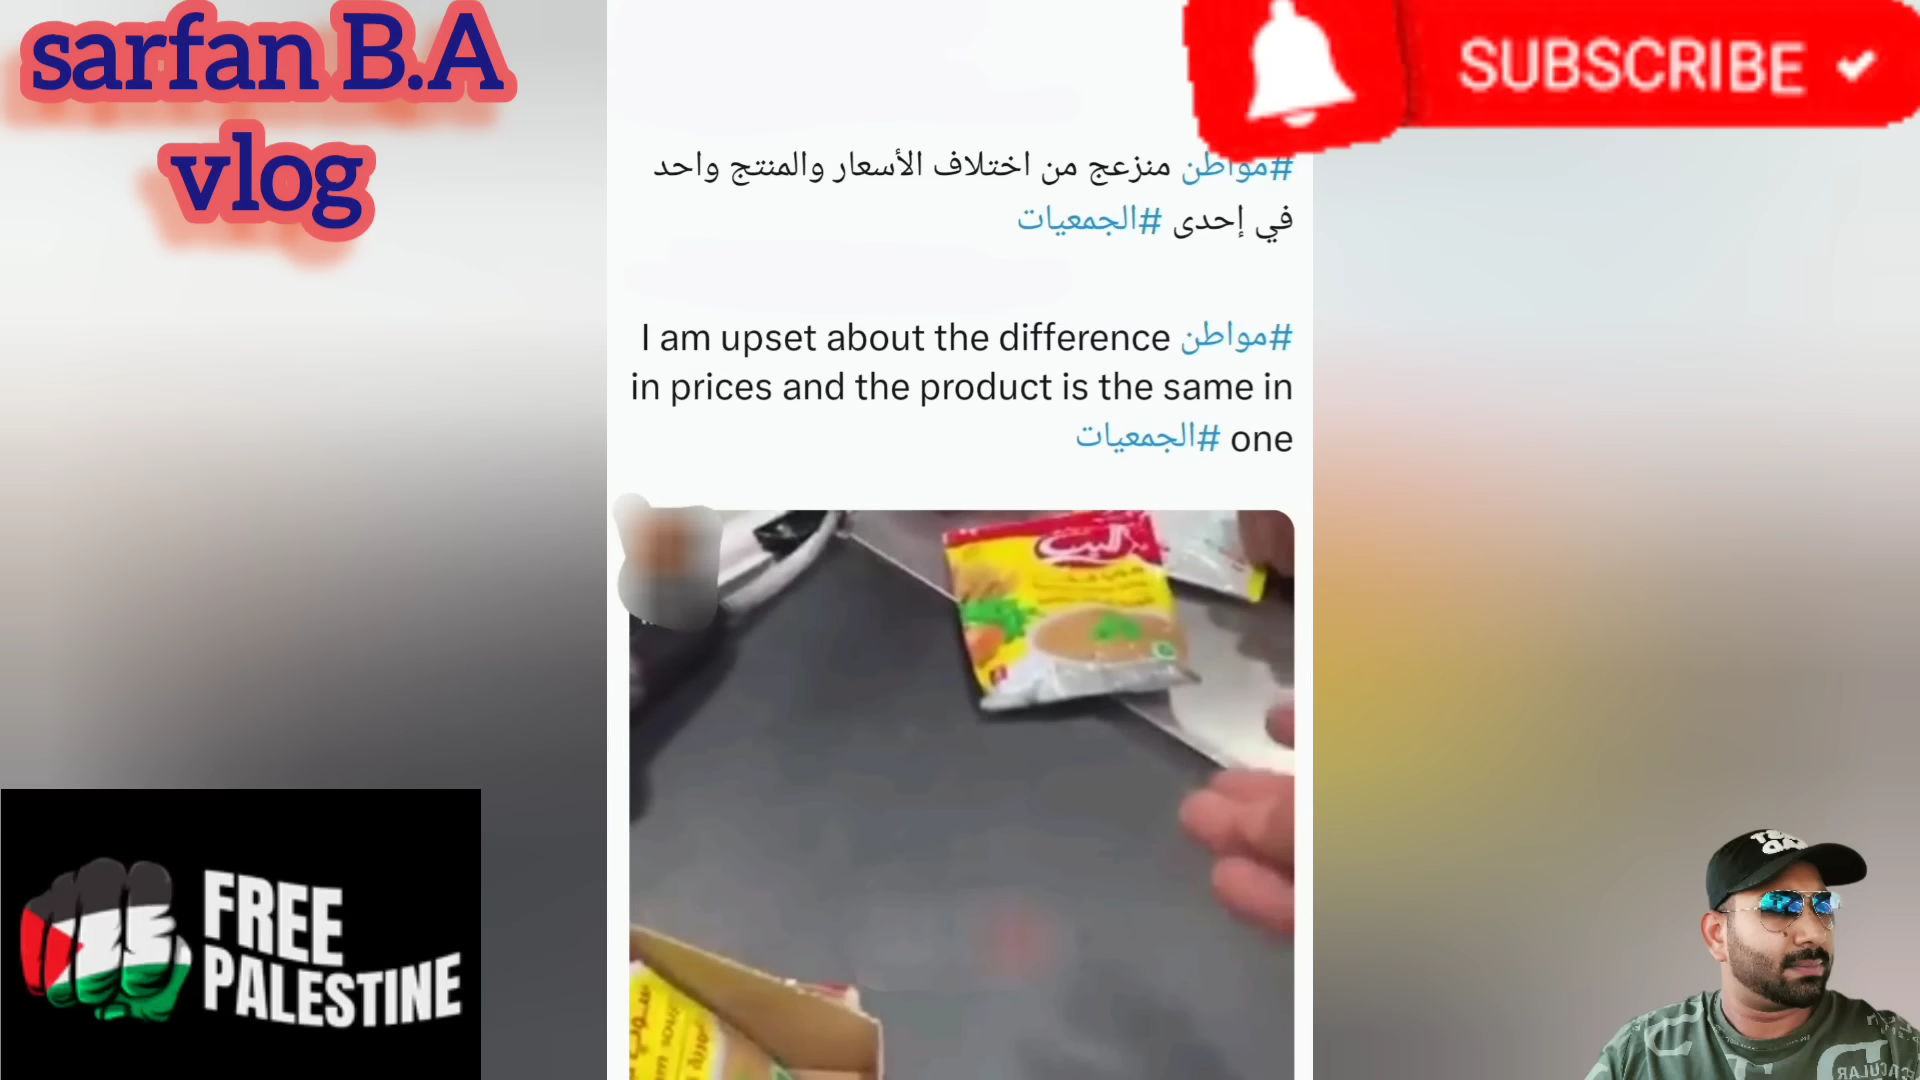 sarfan B.A
vlog
SUBSCRIBE
#مواطن منزعج من اختلاف الأسعار والمنتج واحد
في إحدى #الجمعيات
I am upset about the difference #مواطن
in prices and the product is the same in
#الجمعيات one
البيت
FREE
PALESTINE